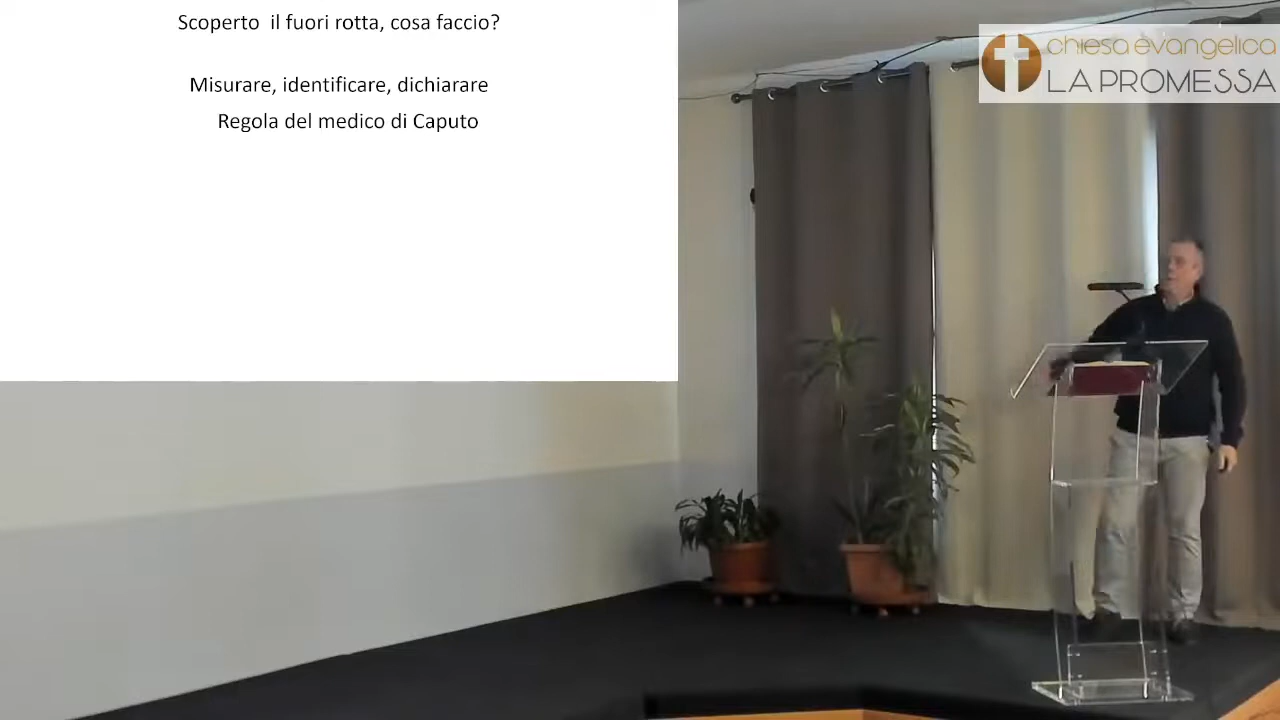 Scoperto il fuori rotta, cosa faccio?
Misurare, identificare, dichiarare
Regola del medico di Caputo
chiesa evangelica
LA PROMESSA